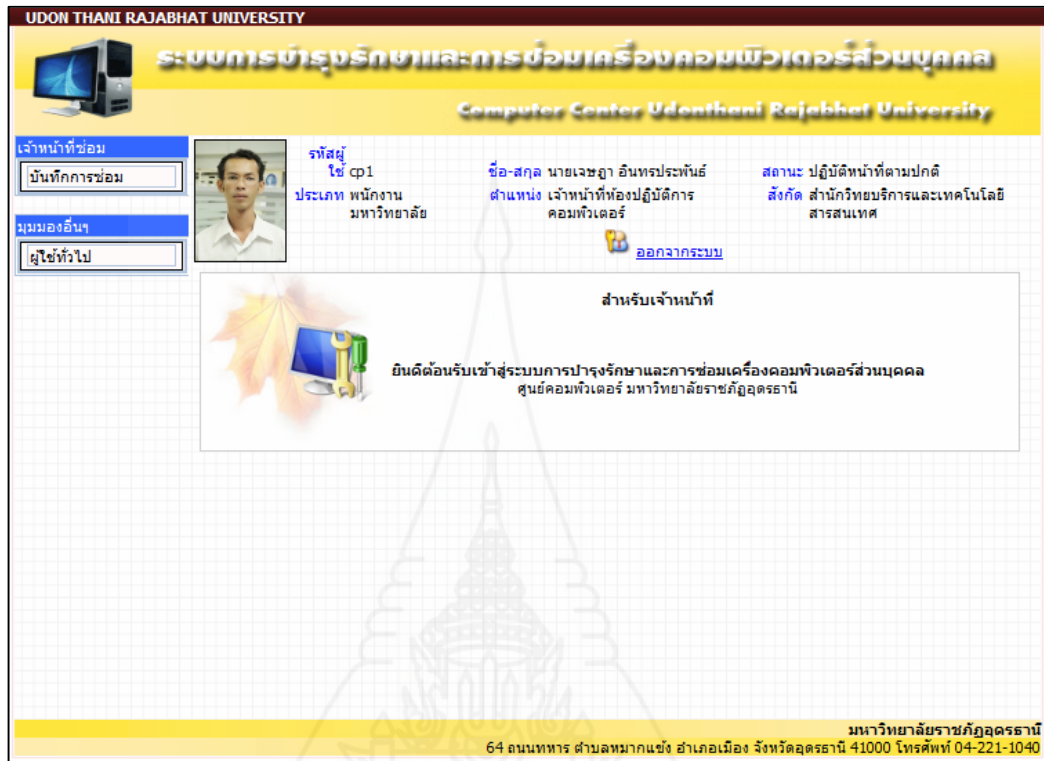 UDON THANI RAJABHAT UNIVERSITY
ระบบการบำรุงรักษาและการซ่อมเครื่องคอมพิวเตอร์ส่วนบุคคล
Computer Center Udonthani Rajabhat University
เจ้าหน้าที่ซ่อม
บันทึกการซ่อม
มุมมองอื่นๆ
ผู้ใช้ทั่วไป
รหัสผู้
ใช้ cp1 ชื่อ-สกุล นายเจษฎา อินทรประพันธ์ สถานะ ปฏิบัติหน้าที่ตามปกติ
ประเภท พนักงาน ตำแหน่ง เจ้าหน้าที่ห้องปฏิบัติการ สังกัด สำนักวิทยบริการและเทคโนโลยี
มหาวิทยาลัย คอมพิวเตอร์ สารสนเทศ
ออกจากระบบ
สำหรับเจ้าหน้าที่
ยินดีต้อนรับเข้าสู่ระบบการบำรุงรักษาและการซ่อมเครื่องคอมพิวเตอร์ส่วนบุคคล
ศูนย์คอมพิวเตอร์ มหาวิทยาลัยราชภัฏอุดรธานี
มหาวิทยาลัยราชภัฏอุดรธานี
64 ถนนทหาร ตำบลหมากแข้ง อำเภอเมือง จังหวัดอุดรธานี 41000 โทรศัพท์ 04-221-1040